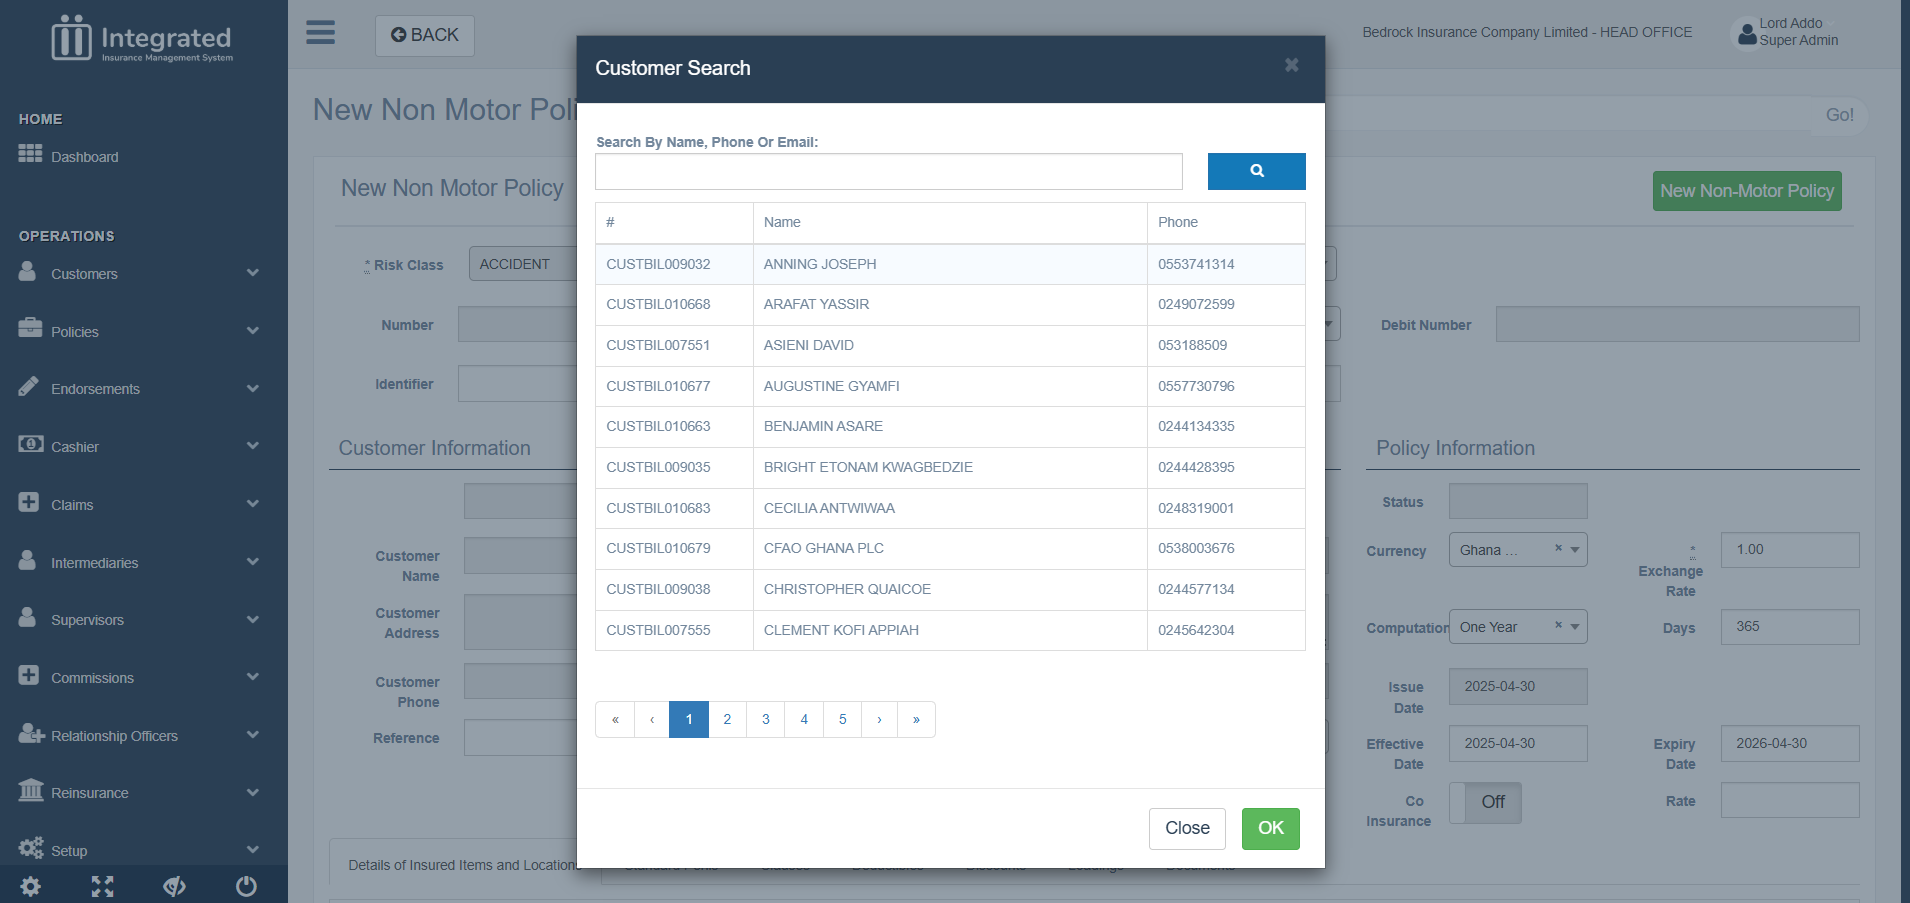 Integrated
Insurance Management System
HOME
Dashboard
OPERATIONS
Customers
Policies
Endorsements
Cashier
Claims
Intermediaries
Supervisors
Commissions
Relationship Officers
Reinsurance
Setup
BACK
Bedrock Insurance Company Limited - HEAD OFFICE
Lord Addo
Super Admin
New Non Motor Poli
Go!
New Non Motor Policy
New Non-Motor Policy
* Risk Class
ACCIDENT
Number
Debit Number
Identifier
Customer Information
Customer
Name
Customer
Address
Customer
Phone
Reference
Policy Information
Status
Currency
Ghana ...
×
*
Exchange
Rate
1.00
Computation
One Year
×
Days
365
Issue
Date
2025-04-30
Effective
Date
2025-04-30
Expiry
Date
2026-04-30
Co
Insurance
Off
Rate
Details of Insured Items and Locations
Customer Search
×
Search By Name, Phone Or Email:
# Name Phone
CUSTBIL009032 ANNING JOSEPH 0553741314
CUSTBIL010668 ARAFAT YASSIR 0249072599
CUSTBIL007551 ASIENI DAVID 053188509
CUSTBIL010677 AUGUSTINE GYAMFI 0557730796
CUSTBIL010663 BENJAMIN ASARE 0244134335
CUSTBIL009035 BRIGHT ETONAM KWAGBEDZIE 0244428395
CUSTBIL010683 CECILIA ANTWIWAA 0248319001
CUSTBIL010679 CFAO GHANA PLC 0538003676
CUSTBIL009038 CHRISTOPHER QUAICOE 0244577134
CUSTBIL007555 CLEMENT KOFI APPIAH 0245642304
« ‹ 1 2 3 4 5 › »
Close
OK